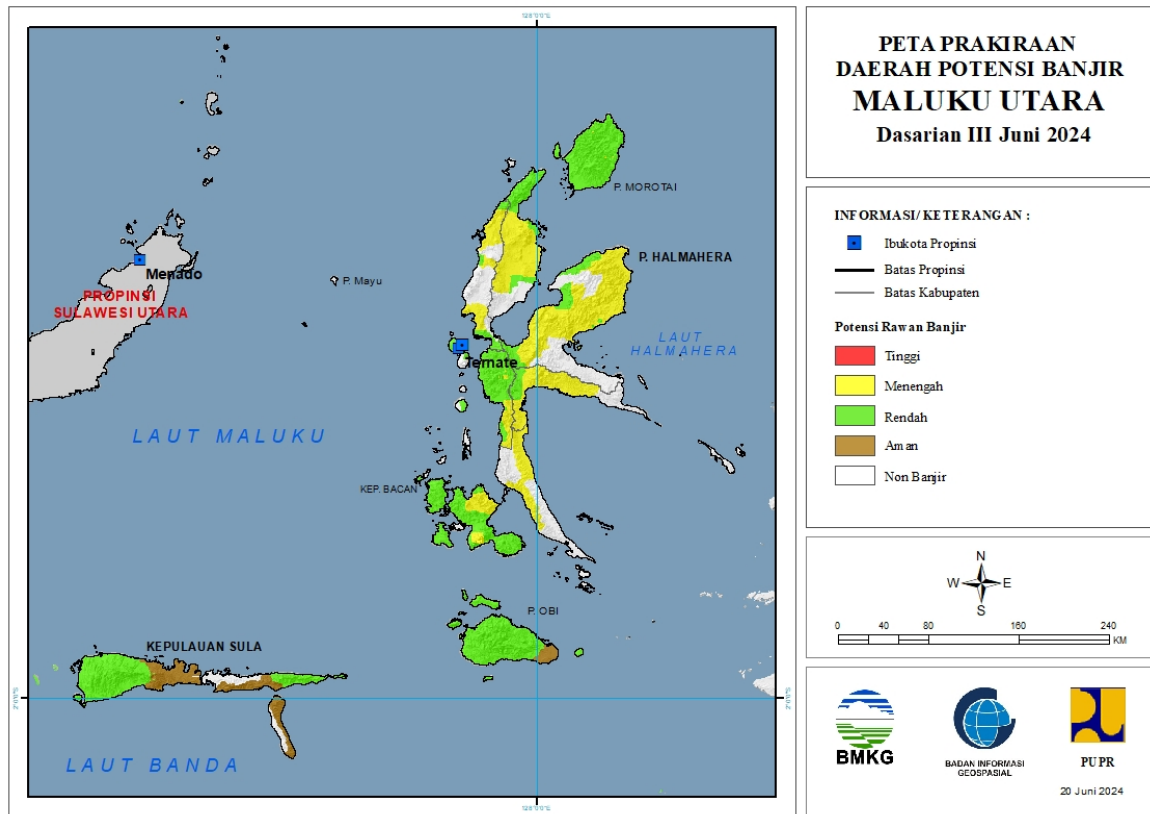 128°0'0"E
PETA PRAKIRAAN
DAERAH POTENSI BANJIR
MALUKU UTARA
Dasarian III Juni 2024
P. MOROTAI
P. HALMAHERA
Menado
P. Mayu
PROPINSI
SULAWESI UTARA
LAUT
HALMAHERA
Ternate
LAUT MALUKU
KEP. BACAN
P. OBI
KEPULAUAN SULA
LAUT BANDA
INFORMASI/ KETERANGAN :
Ibukota Propinsi
Batas Propinsi
Batas Kabupaten
Potensi Rawan Banjir
Tinggi
Menengah
Rendah
Aman
Non Banjir
N
W E
S
0 40 80 160 240
KM
BMKG
BADAN INFORMASI
GEOSPASIAL
PUPR
20 Juni 2024